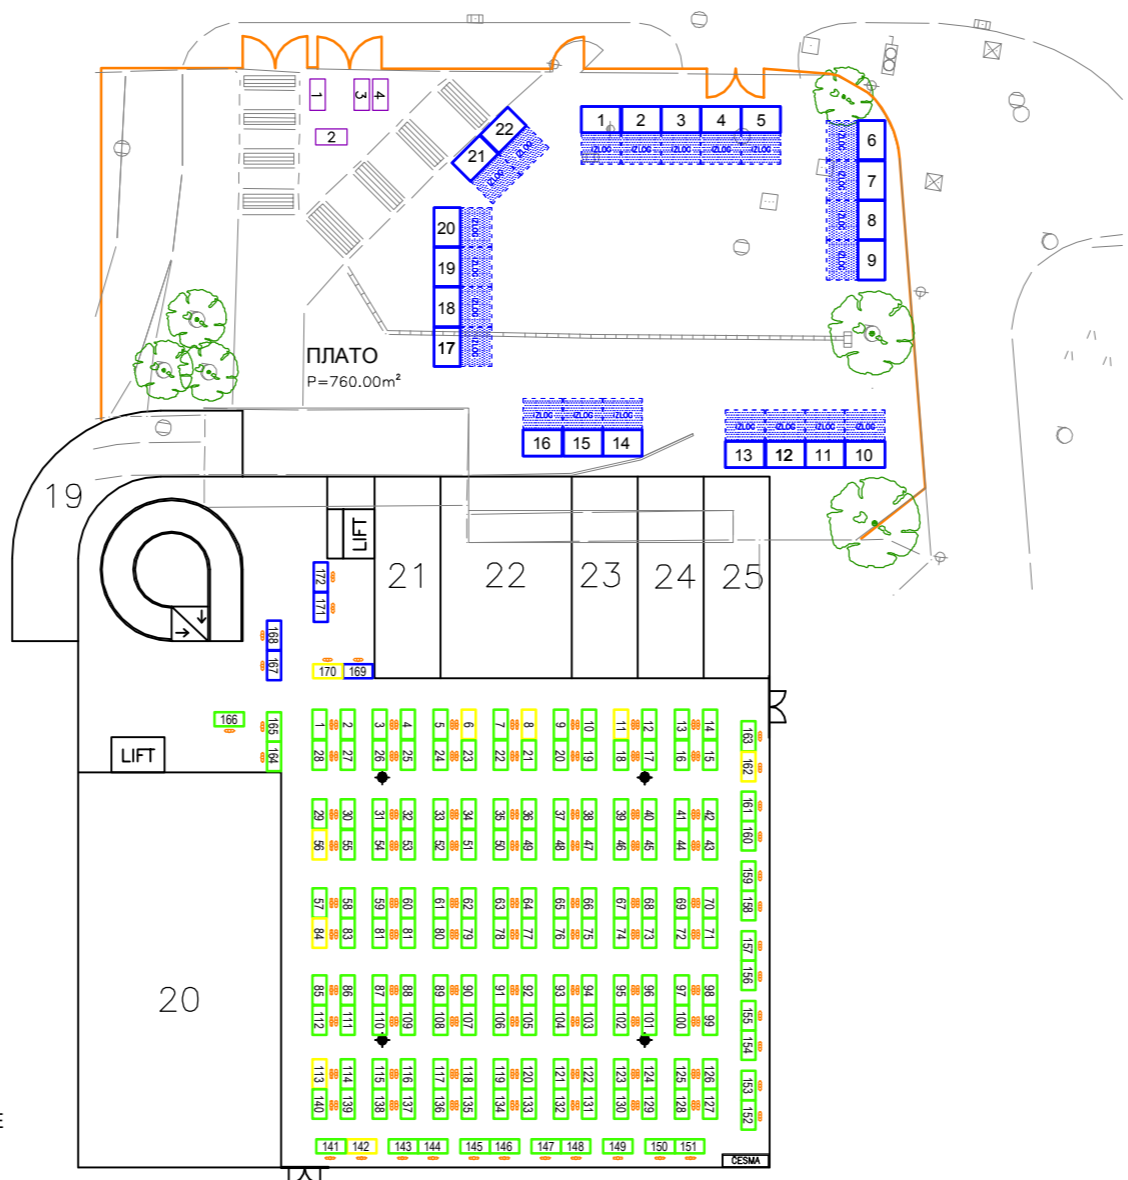 1 3 4
2
22
21
1 2 3 4 5
IZLOG IZLOG IZLOG IZLOG IZLOG
IZLOG IZLOG
6
7
8
9
IZLOG
IZLOG
IZLOG
IZLOG
20
19
18
17
IZLOG
IZLOG
IZLOG
IZLOG
ПЛАТО
P=760.00m²
IZLOG IZLOG IZLOG
16 15 14
IZLOG IZLOG IZLOG IZLOG
13 12 11 10
19
LIFT
21 22 23 24 25
172
171
168
167
170 169
166
165
164
LIFT
20
1 2 3 4 5 6 7 8 9 10 11 12 13 14
28 27 26 25 24 23 22 21 20 19 18 17 16 15
29 30 31 32 33 34 35 36 37 38 39 40 41 42
56 55 54 53 52 51 50 49 48 47 46 45 44 43
57 58 59 60 61 62 63 64 65 66 67 68 69 70
84 83 81 81 80 79 78 77 76 75 74 73 72 71
85 86 87 88 89 90 91 92 93 94 95 96 97 98
112 111 110 109 108 107 106 105 104 103 102 101 100 99
113 114 115 116 117 118 119 120 121 122 123 124 125 126
140 139 138 137 136 135 134 133 132 131 130 129 128 127
163
162
161
160
159
158
157
156
155
154
153
152
141 142 143 144 145 146 147 148 149 150 151
ČESMA
E